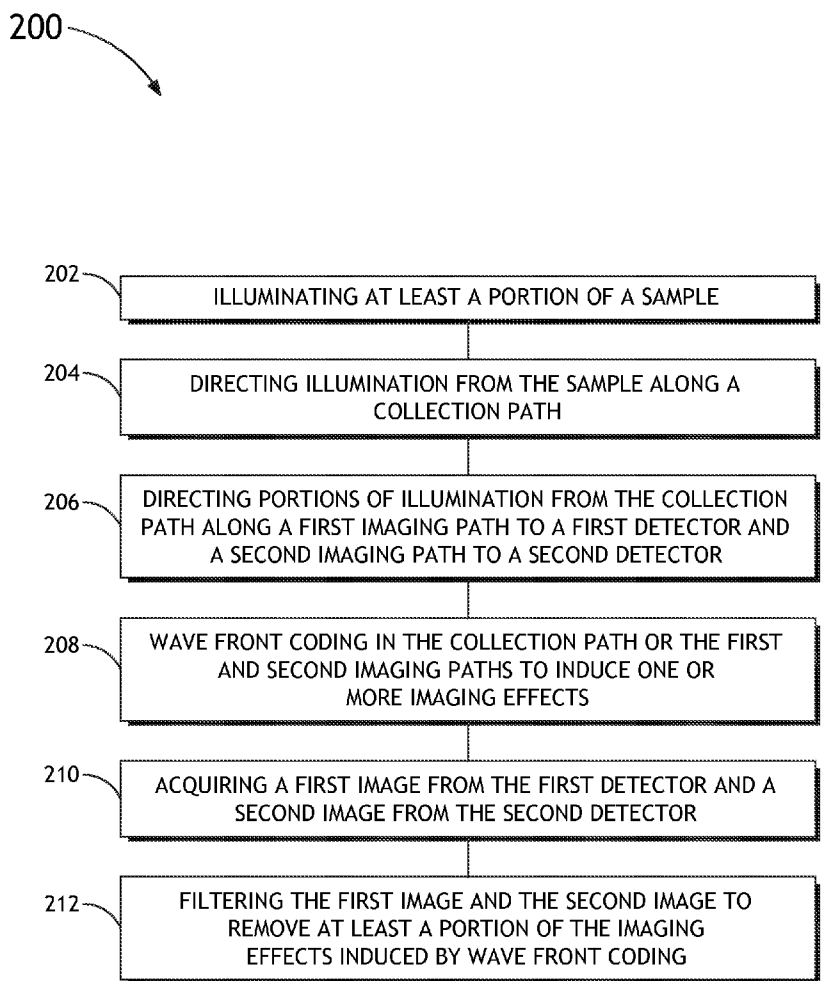 200
202
ILLUMINATING AT LEAST A PORTION OF A SAMPLE
204
DIRECTING ILLUMINATION FROM THE SAMPLE ALONG A
COLLECTION PATH
206
DIRECTING PORTIONS OF ILLUMINATION FROM THE COLLECTION
PATH ALONG A FIRST IMAGING PATH TO A FIRST DETECTOR AND
A SECOND IMAGING PATH TO A SECOND DETECTOR
208
WAVE FRONT CODING IN THE COLLECTION PATH OR THE FIRST
AND SECOND IMAGING PATHS TO INDUCE ONE OR
MORE IMAGING EFFECTS
210
ACQUIRING A FIRST IMAGE FROM THE FIRST DETECTOR AND A
SECOND IMAGE FROM THE SECOND DETECTOR
212
FILTERING THE FIRST IMAGE AND THE SECOND IMAGE TO
REMOVE AT LEAST A PORTION OF THE IMAGING
EFFECTS INDUCED BY WAVE FRONT CODING